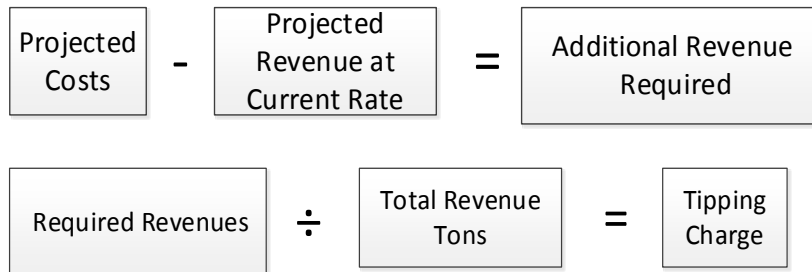 Projected
Costs
-
Projected
Revenue at
Current Rate
=
Additional Revenue
Required
Required Revenues
÷
Total Revenue
Tons
=
Tipping
Charge